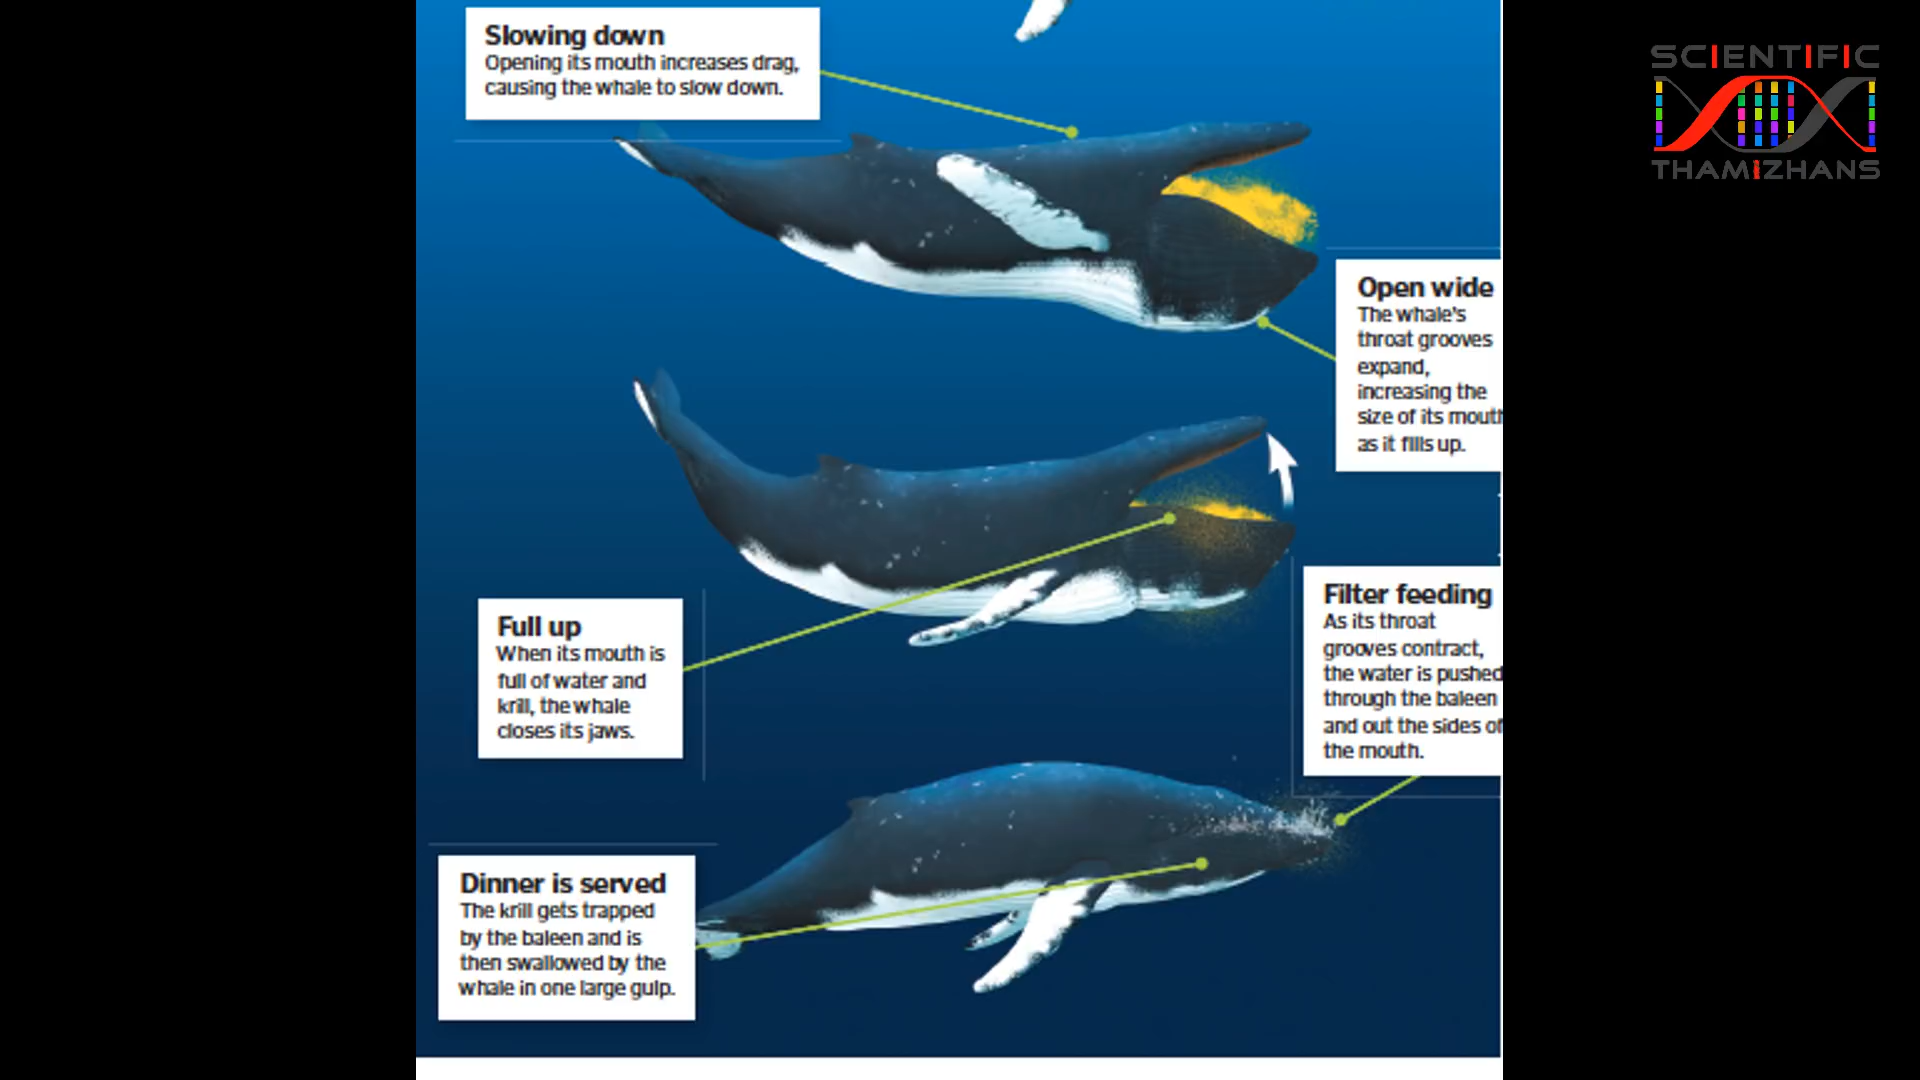 Slowing down
Opening its mouth increases drag,
causing the whale to slow down.
SCIENTIFIC
THAMIZHANS
Open wide
The whale's
throat grooves
expand,
increasing the
size of its mouth
as it fills up.
Full up
When its mouth is
full of water and
krill, the whale
closes its jaws.
Filter feeding
As its throat
grooves contract,
the water is pushed
through the baleen
and out the sides of
the mouth.
Dinner is served
The krill gets trapped
by the baleen and is
then swallowed by the
whale in one large gulp.